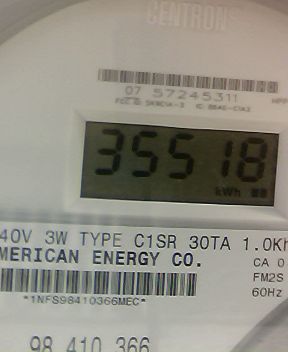 CENTRON
07 57245311
35518
kWh
40V 3W TYPE C1SR 30TA 1.0Kh
MERICAN ENERGY CO.
CA 0
FM2S
60Hz
*1NFS98410366MEC*
98 410 366